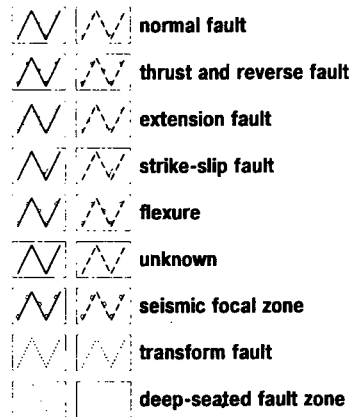 normal fault
thrust and reverse fault
extension fault
strike-slip fault
flexure
unknown
seismic focal zone
transform fault
deep-seated fault zone